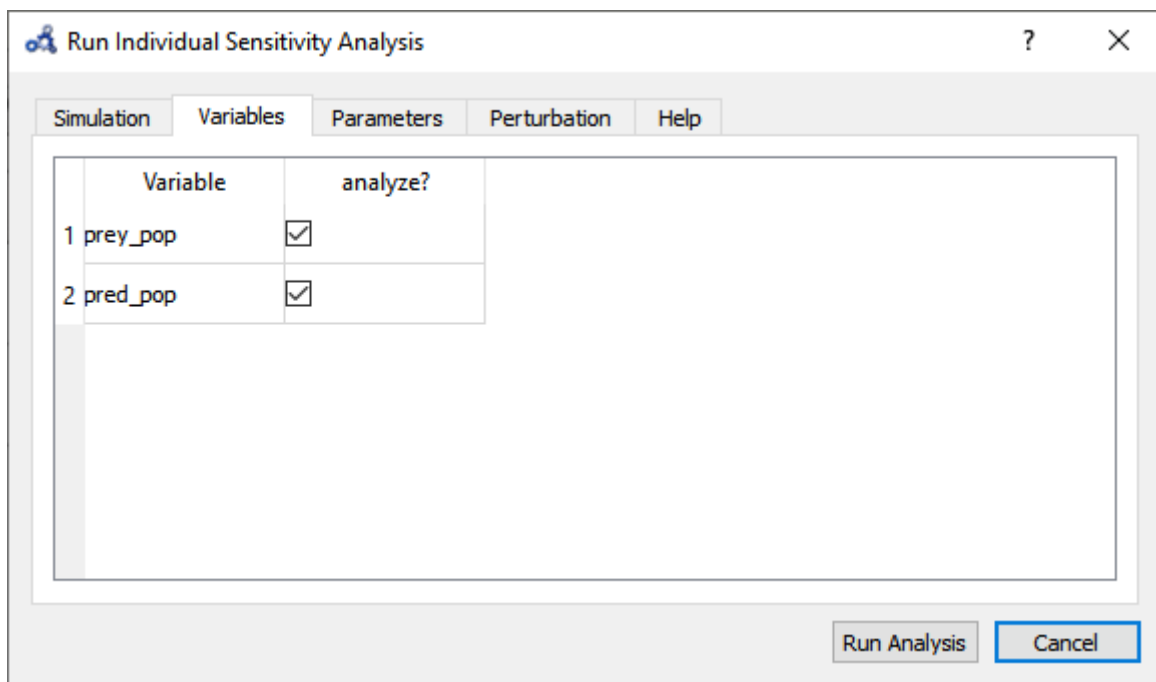 Run Individual Sensitivity Analysis ?
Simulation Variables Parameters Perturbation Help
Variable analyze?
1 prey_pop
2 pred_pop
Run Analysis Cancel